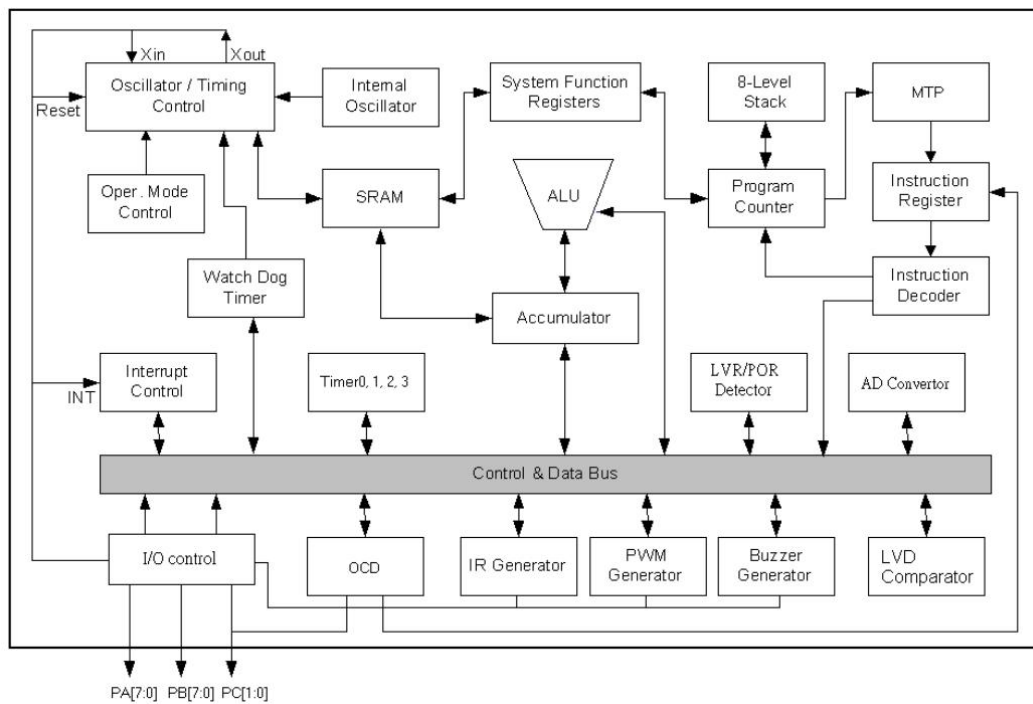 Xin
Xout
Oscillator / Timing
Control
Reset
Internal
Oscillator
System Function
Registers
8-Level
Stack
MTP
Oper. Mode
Control
SRAM
ALU
Program
Counter
Instruction
Register
Watch Dog
Timer
Accumulator
Instruction
Decoder
INT
Interrupt
Control
Timer0, 1, 2, 3
LVR/POR
Detector
AD Convertor
Control & Data Bus
I/O control
OCD
IR Generator
PWM
Generator
Buzzer
Generator
LVD
Comparator
PA[7:0]
PB[7:0]
PC[1:0]